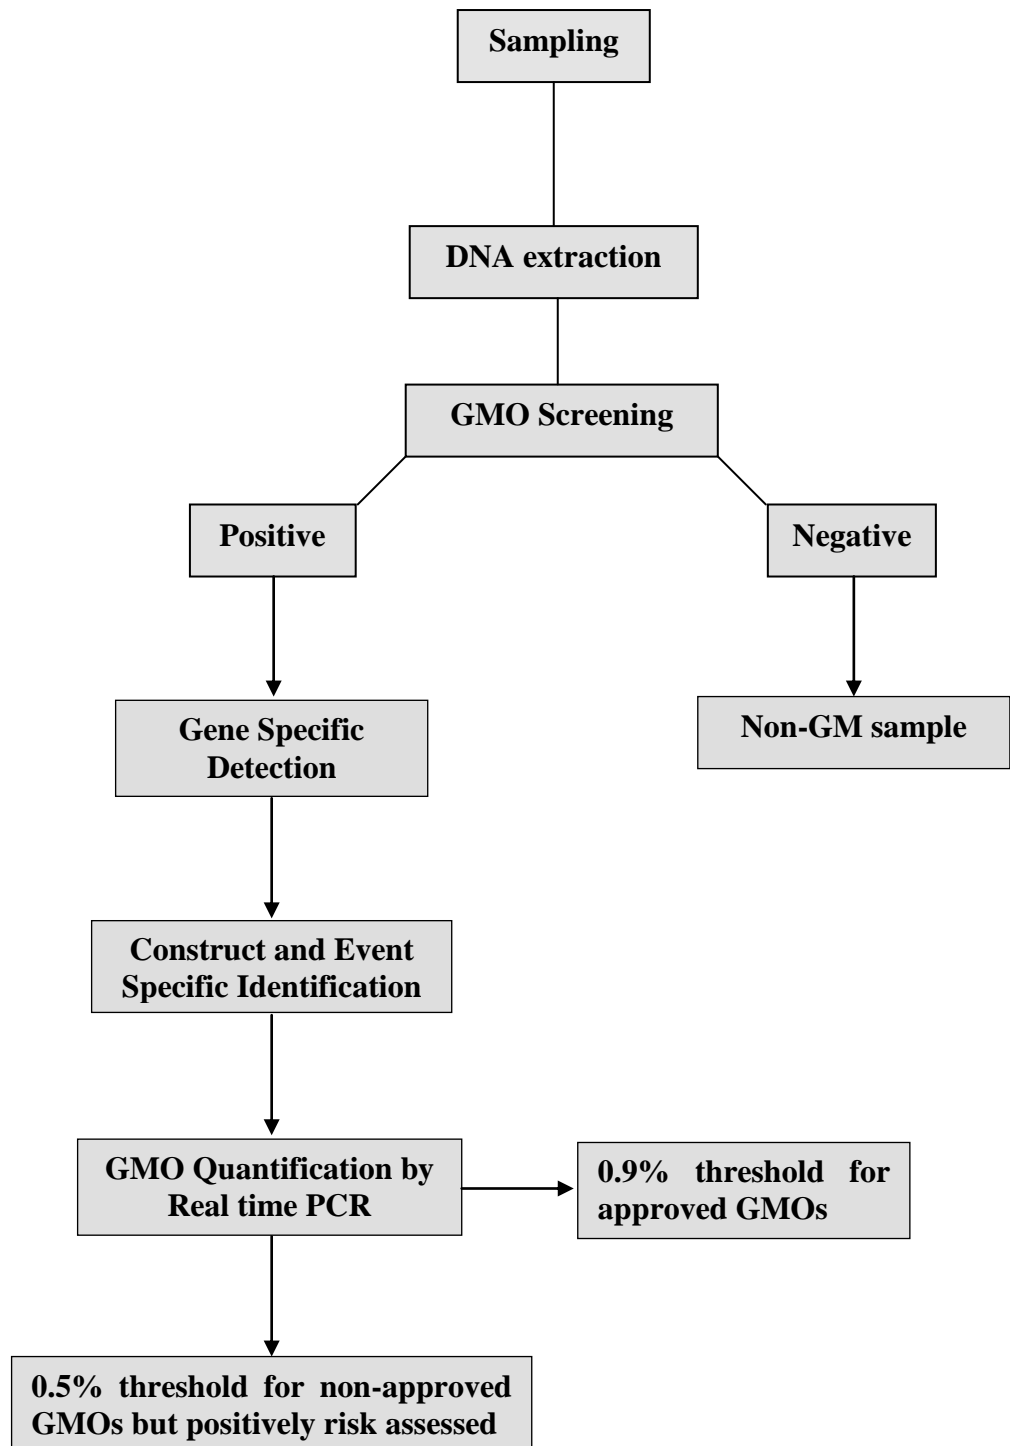 Sampling
DNA extraction
GMO Screening
Positive
Negative
Gene Specific
Detection
Non-GM sample
Construct and Event
Specific Identification
GMO Quantification by
Real time PCR
0.9% threshold for
approved GMOs
0.5% threshold for non-approved
GMOs but positively risk assessed